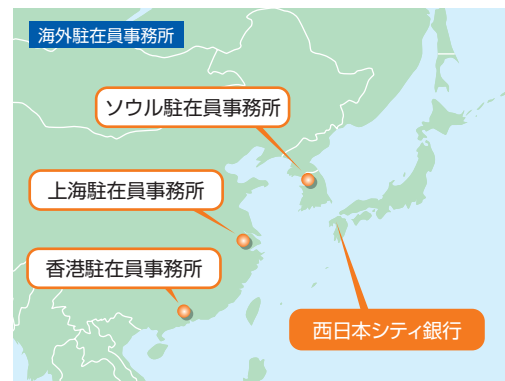 海外駐在員事務所
ソウル駐在員事務所
上海駐在員事務所
香港駐在員事務所
西日本シティ銀行